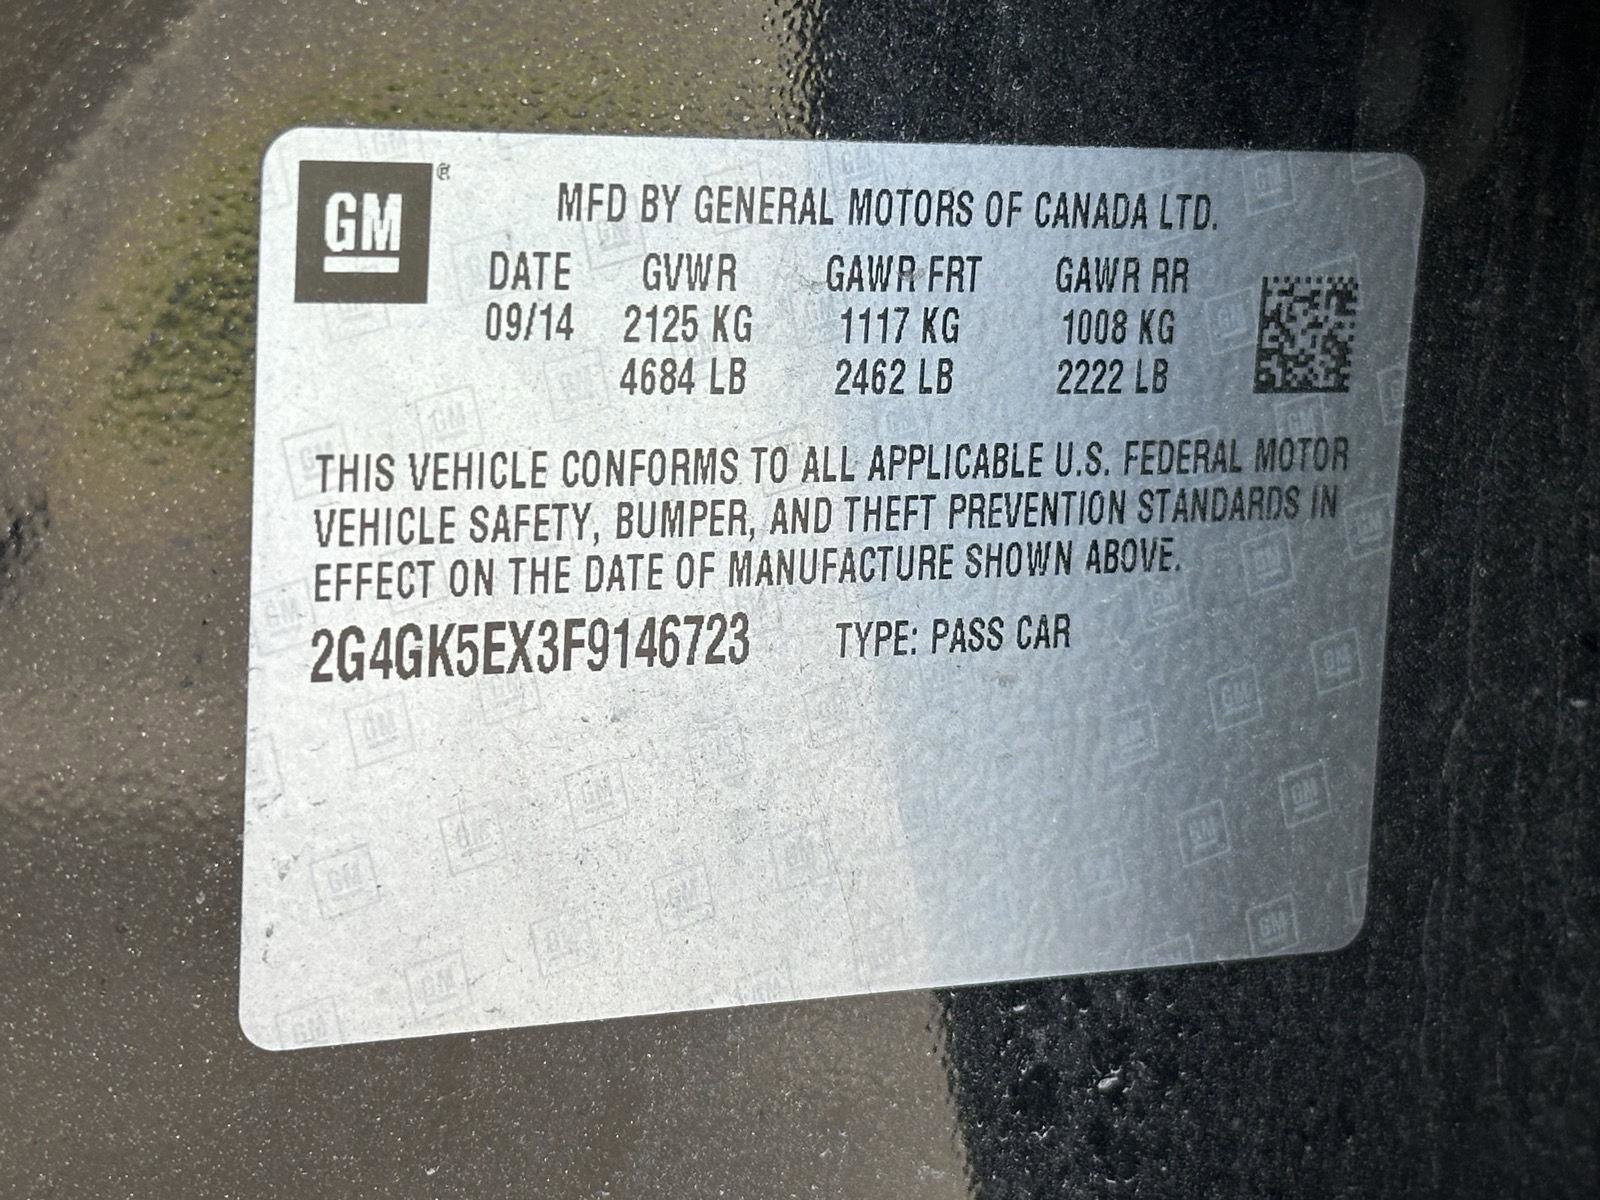 GM®
MFD BY GENERAL MOTORS OF CANADA LTD.
DATE GVWR GAWR FRT GAWR RR
09/14 2125 KG 1117 KG 1008 KG
4684 LB 2462 LB 2222 LB
THIS VEHICLE CONFORMS TO ALL APPLICABLE U.S. FEDERAL MOTOR
VEHICLE SAFETY, BUMPER, AND THEFT PREVENTION STANDARDS IN
EFFECT ON THE DATE OF MANUFACTURE SHOWN ABOVE.
2G4GK5EX3F9146723 TYPE: PASS CAR